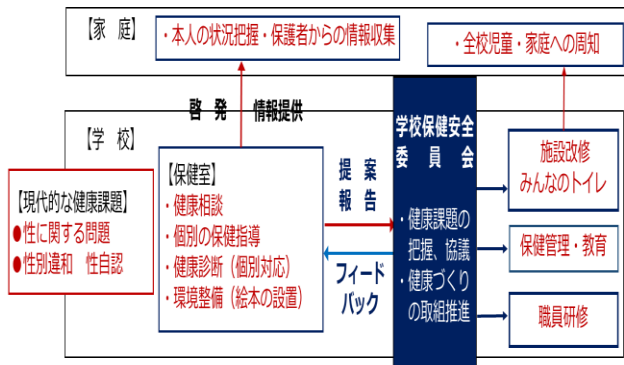 【家　庭】
・本人の状況把握・保護者からの情報収集
・全校児童・家庭への周知
啓　発　情報提供
【学　校】
【現代的な健康課題】
●性に関する問題
●性別違和　性自認
【保健室】
・健康相談
・個別の保健指導
・健康診断（個別対応）
・環境整備（絵本の設置）
提　案
報　告
フィード
バック
学校保健安全
委　員　会
・健康課題の
把握、協議
・健康づくり
の取組推進
施設改修
みんなのトイレ
保健管理・教育
職員研修